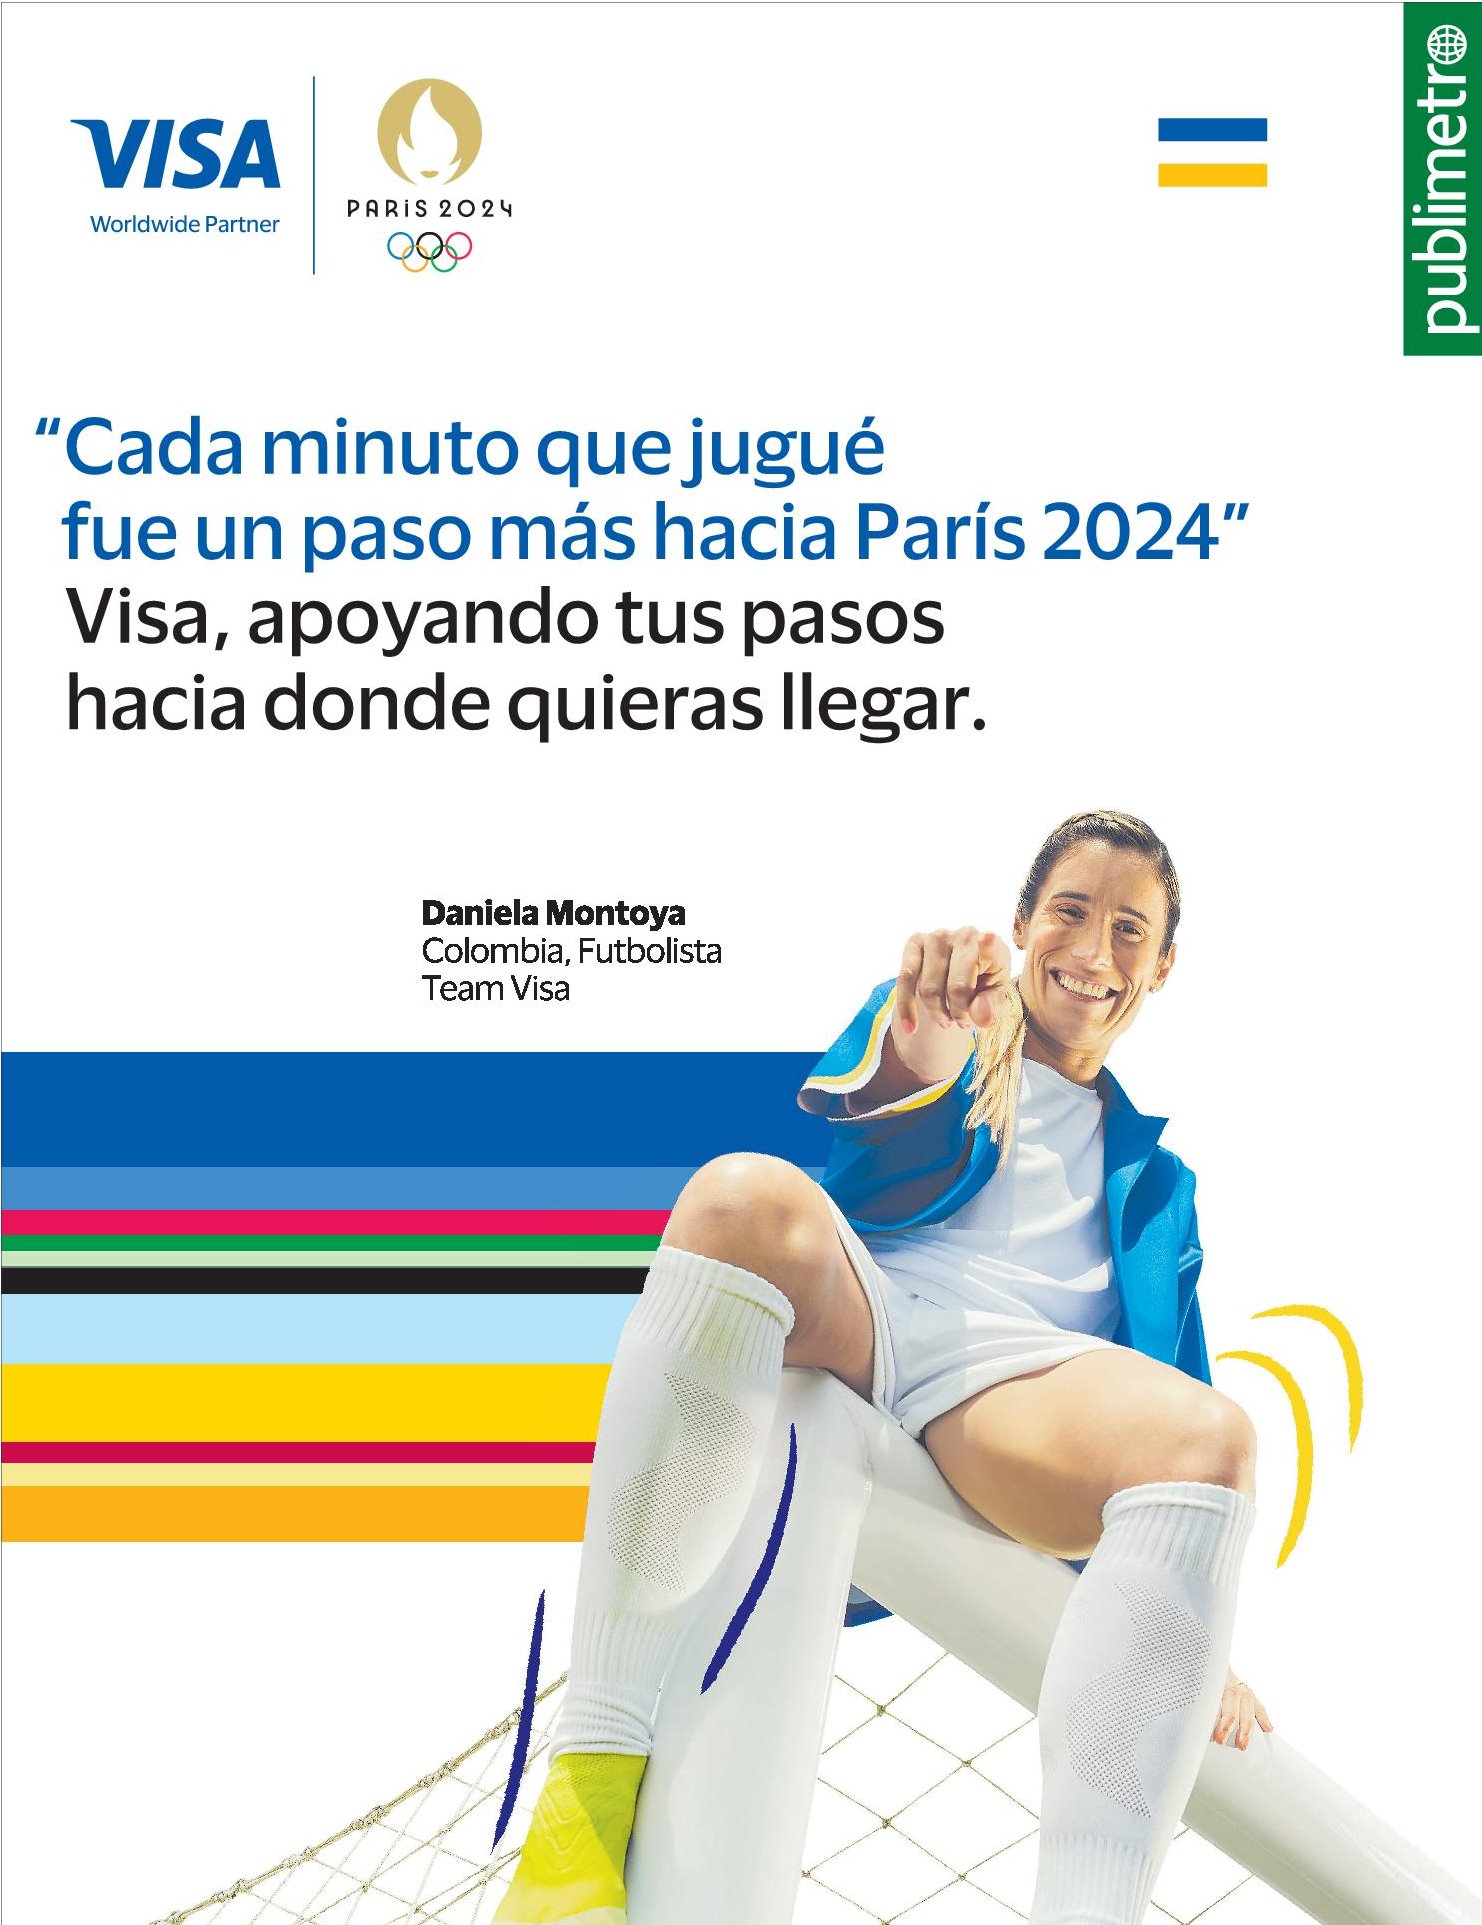 VISA
Worldwide Partner
PARIS 2024
publimetro
“Cada minuto que jugué
fue un paso más hacia París 2024”
Visa, apoyando tus pasos
hacia donde quieras llegar.
Daniela Montoya
Colombia, Futbolista
Team Visa